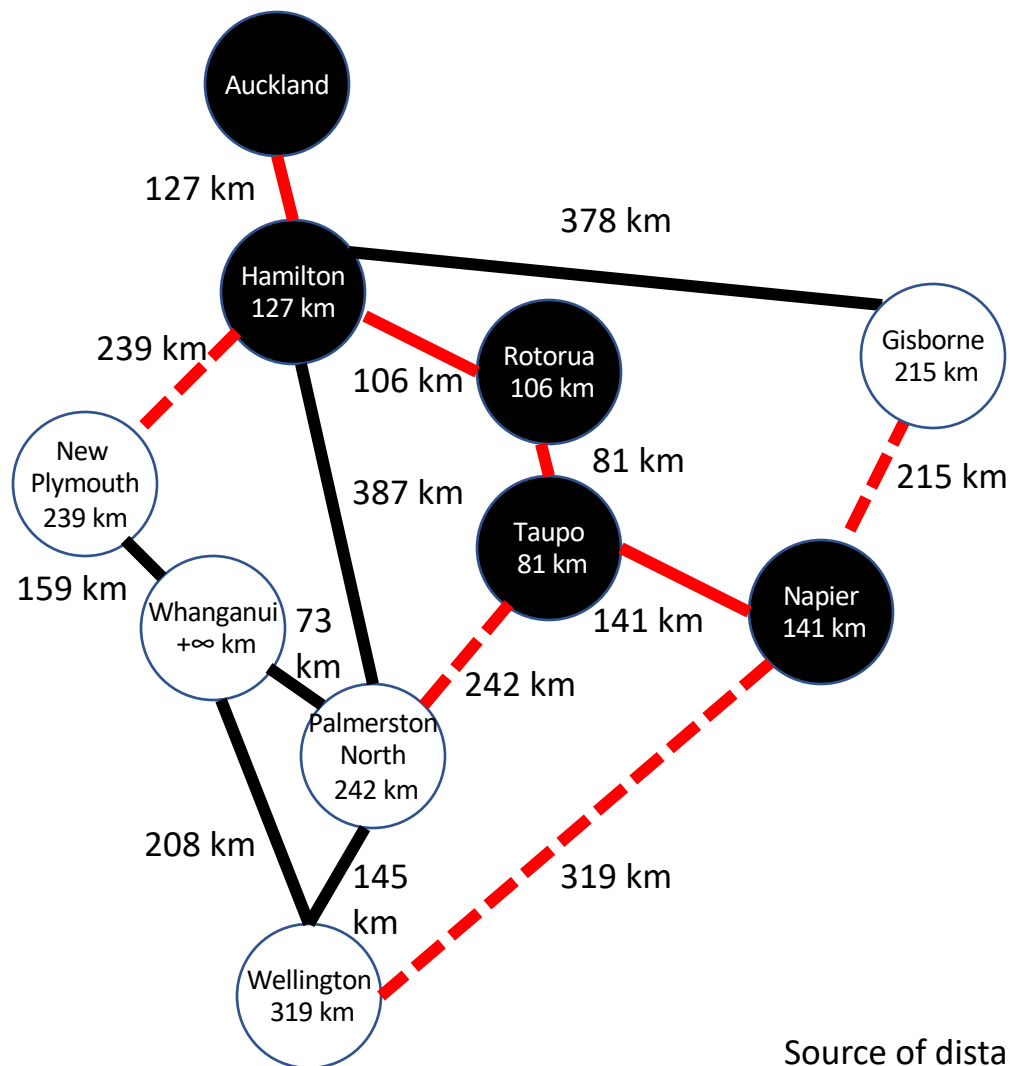 Auckland
127 km
378 km
Hamilton
127 km
Gisborne
215 km
239 km
Rotorua
106 km
106 km
New
Plymouth
239 km
81 km
215 km
387 km
Taupo
81 km
159 km
Whanganui
+∞ km
73
km
141 km
Napier
141 km
242 km
Palmerston
North
242 km
208 km
145
km
319 km
Wellington
319 km
Source of dista